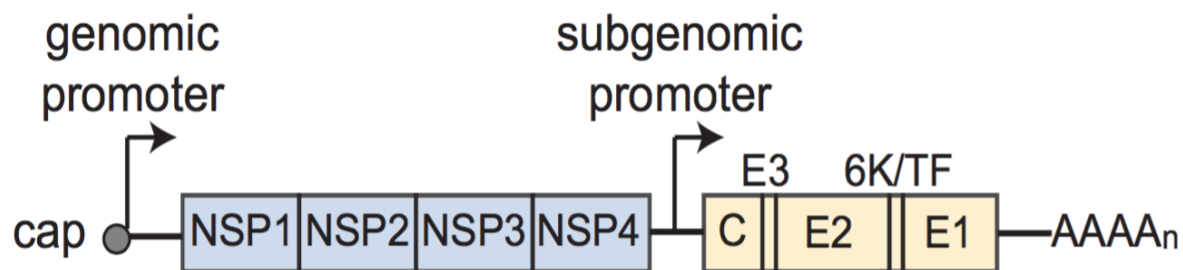 genomic
promoter
subgenomic
promoter
E3 6K/TF
cap NSP1 NSP2 NSP3 NSP4 C E2 E1 AAAAn